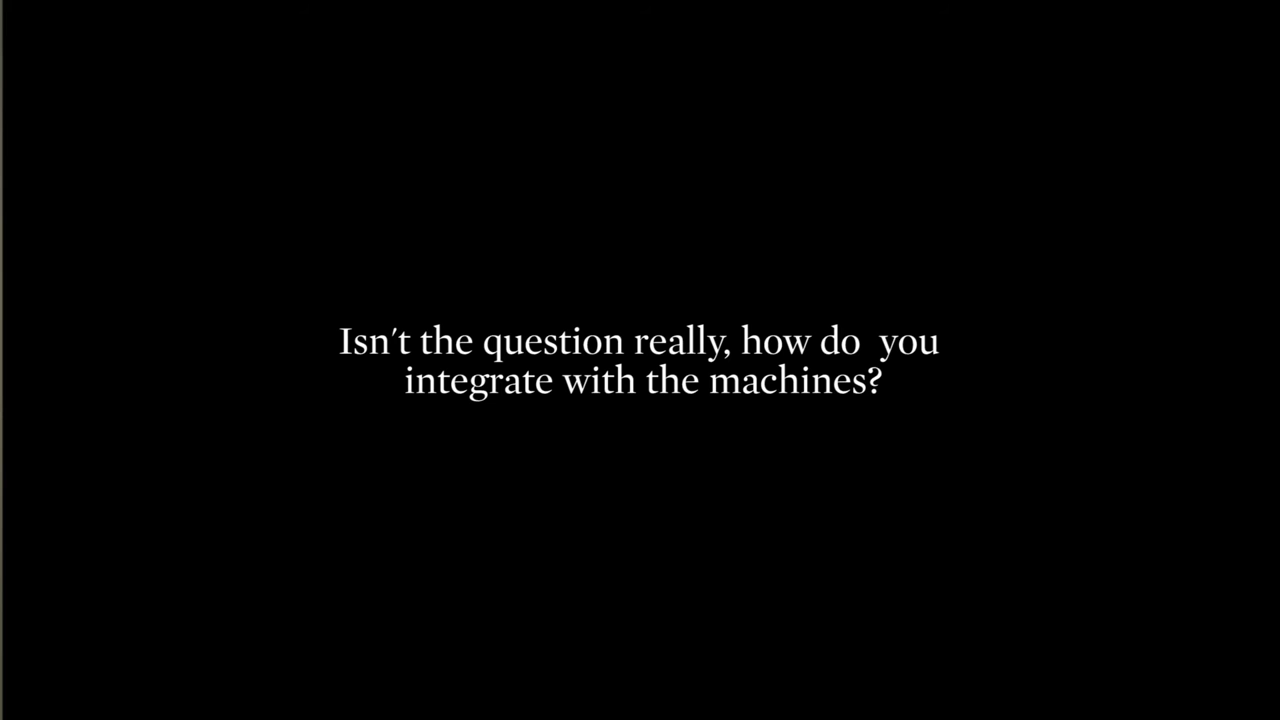 Isn't the question really, how do  you
integrate with the machines?